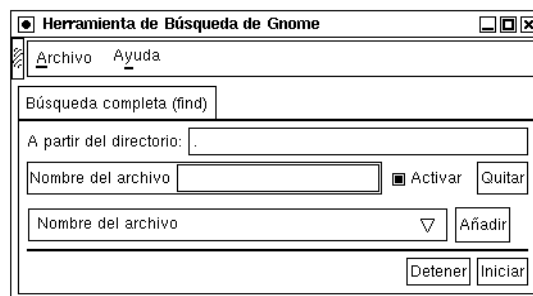 Herramienta de Búsqueda de Gnome
Archivo Ayuda
Búsqueda completa (find)
A partir del directorio: .
Nombre del archivo Activar Quitar
Nombre del archivo Añadir
Detener Iniciar